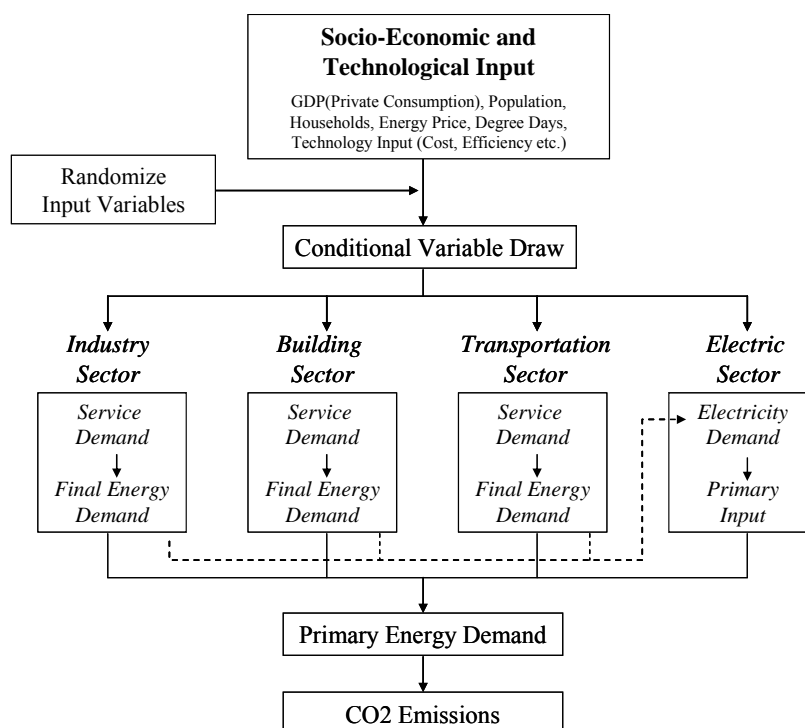 Socio-Economic and
Technological Input
GDP(Private Consumption), Population,
Households, Energy Price, Degree Days,
Technology Input (Cost, Efficiency etc.)
Randomize
Input Variables
Conditional Variable Draw
Industry
Sector
Building
Sector
Transportation
Sector
Electric
Sector
Service
Demand
Final Energy
Demand
Service
Demand
Final Energy
Demand
Service
Demand
Final Energy
Demand
Electricity
Demand
Primary
Input
Primary Energy Demand
CO2 Emissions